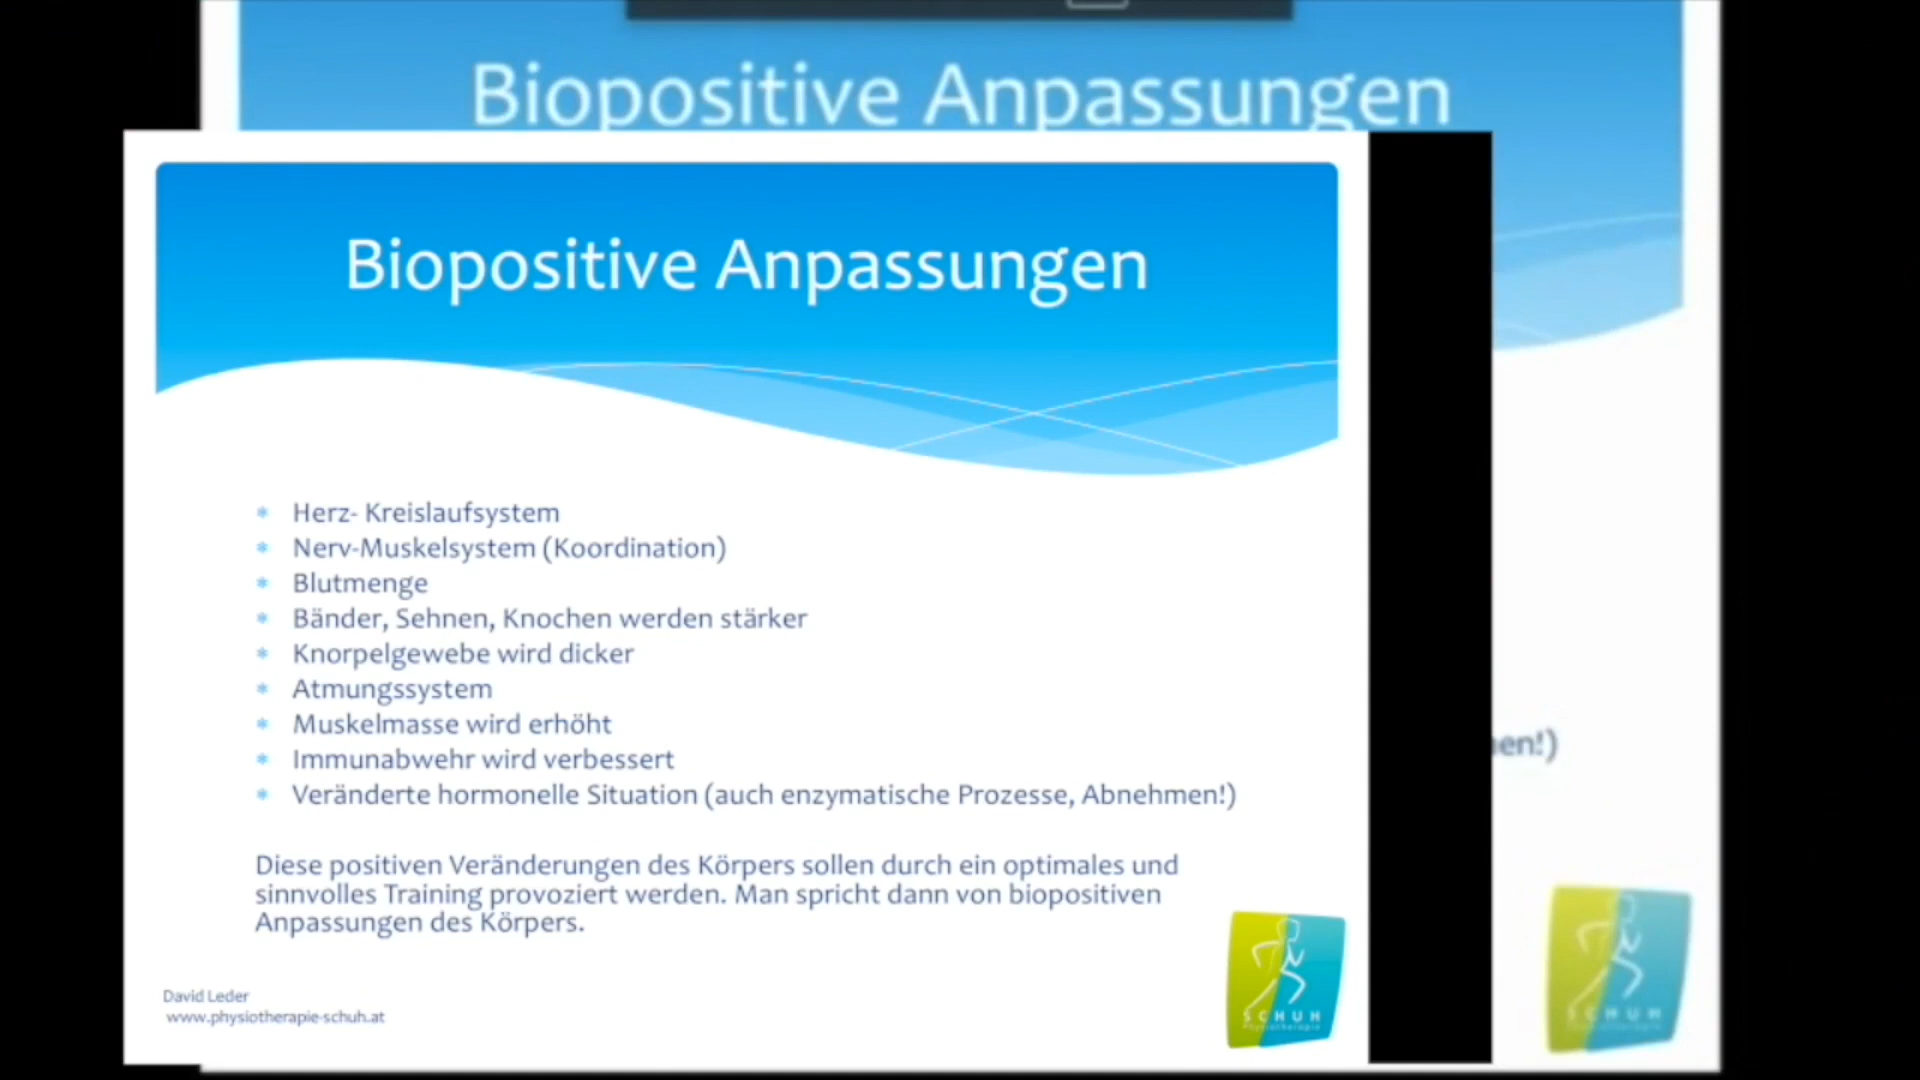 Biopositive Anpassungen
Biopositive Anpassungen
Herz- Kreislaufsystem
Nerv-Muskelsystem (Koordination)
Blutmenge
Bänder, Sehnen, Knochen werden stärker
Knorpelgewebe wird dicker
Atmungssystem
Muskelmasse wird erhöht
Immunabwehr wird verbessert
Veränderte hormonelle Situation (auch enzymatische Prozesse, Abnehmen!)
Diese positiven Veränderungen des Körpers sollen durch ein optimales und
sinnvolles Training provoziert werden. Man spricht dann von biopositiven
Anpassungen des Körpers.
David Leder
www.physiotherapie-schuh.at
SCHUH
Physiotherapie
SCHUH